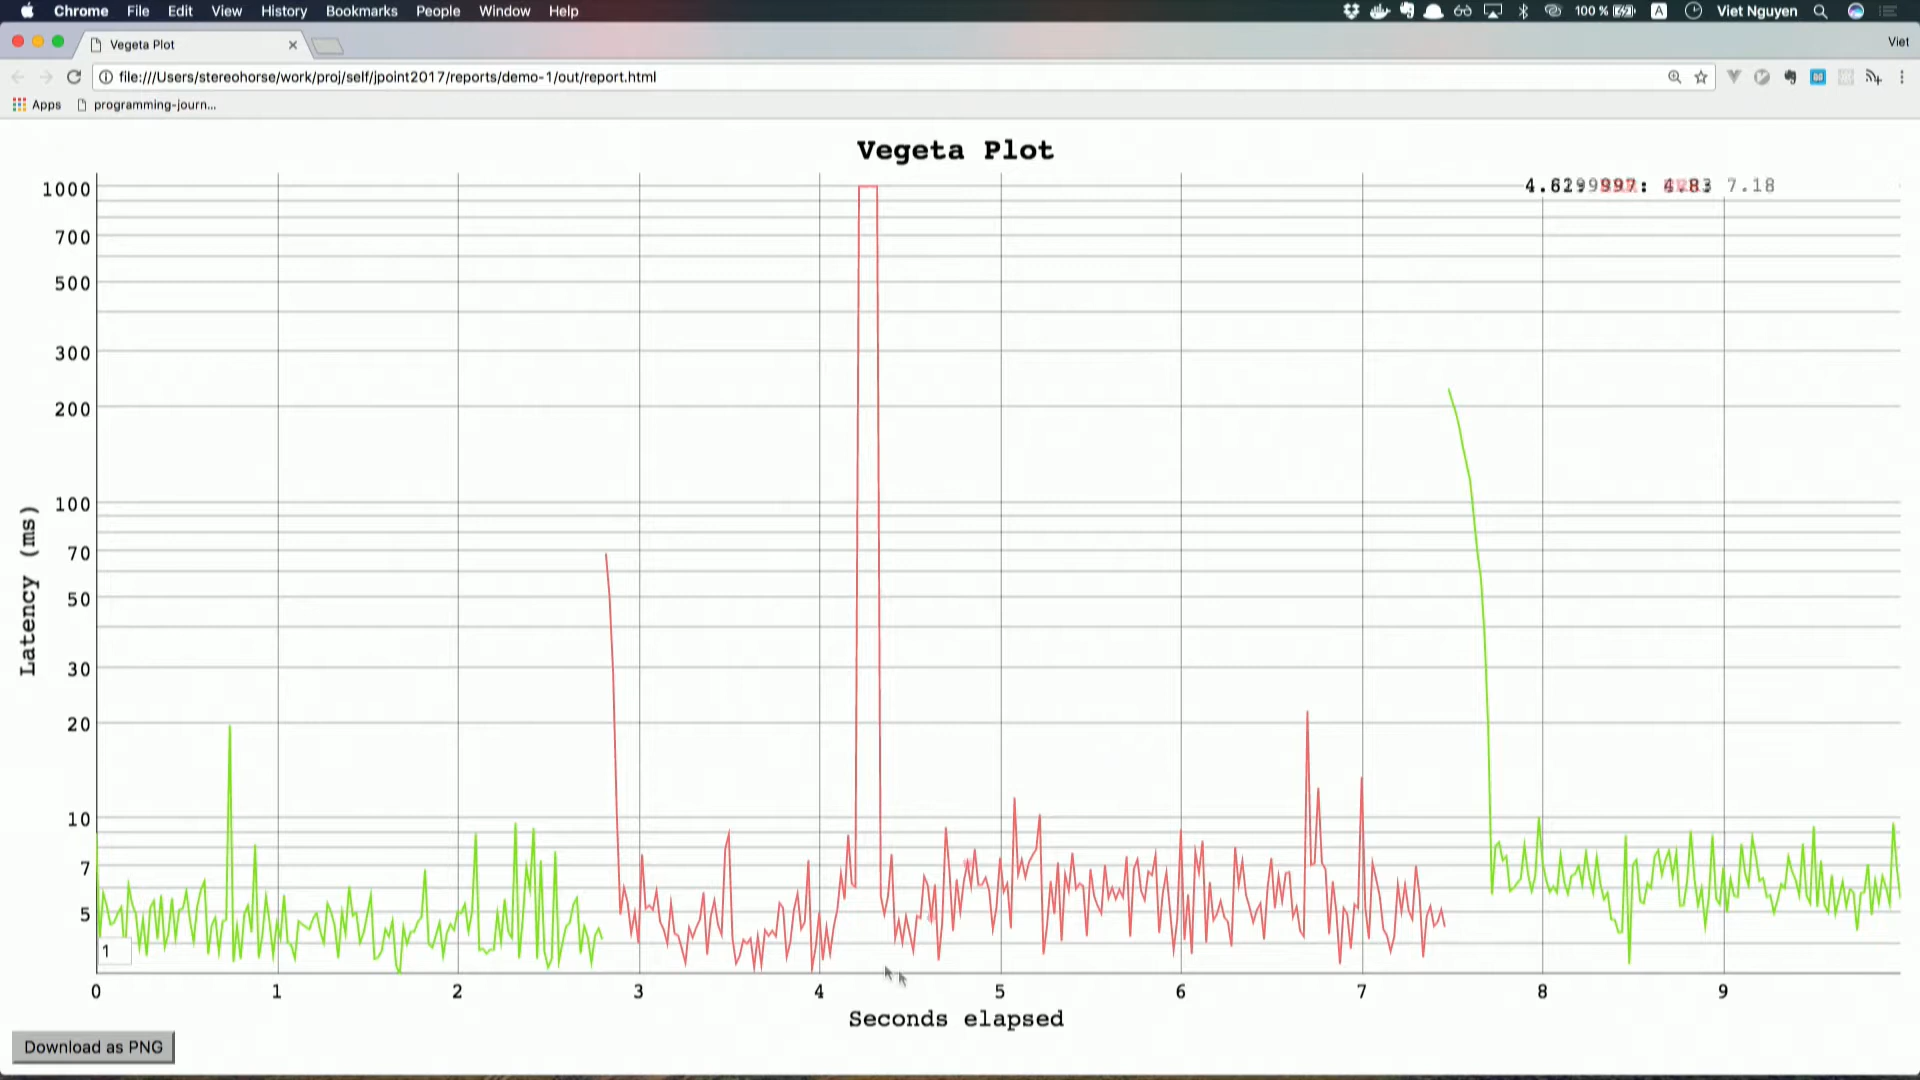 Chrome File Edit View History Bookmarks People Window Help 100 % A Viet Nguyen
Vegeta Plot
Viet
file:///Users/stereohorse/work/proj/self/jpoint2017/reports/demo-1/out/report.html
Apps programming-journ...
Vegeta Plot
1000
700
500
300
200
100
70
50
30
20
10
7
5
Latency (ms)
7.18
1
0 1 2 3 4 5 6 7 8 9
Seconds elapsed
Download as PNG